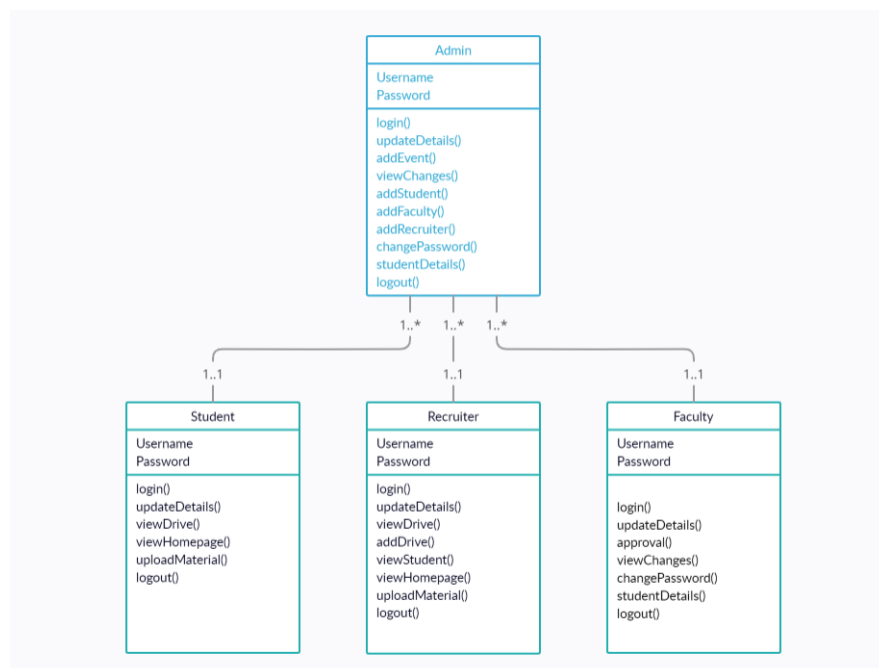 Admin
Username
Password
login()
updateDetails()
addEvent()
viewChanges()
addStudent()
addFaculty()
addRecruiter()
changePassword()
studentDetails()
logout()
1..* 1..* 1..*
1..1 1..1 1..1
Student
Username
Password
login()
updateDetails()
viewDrive()
viewHomepage()
uploadMaterial()
logout()
Recruiter
Username
Password
login()
updateDetails()
viewDrive()
addDrive()
viewStudent()
viewHomepage()
uploadMaterial()
logout()
Faculty
Username
Password
login()
updateDetails()
approval()
viewChanges()
changePassword()
studentDetails()
logout()